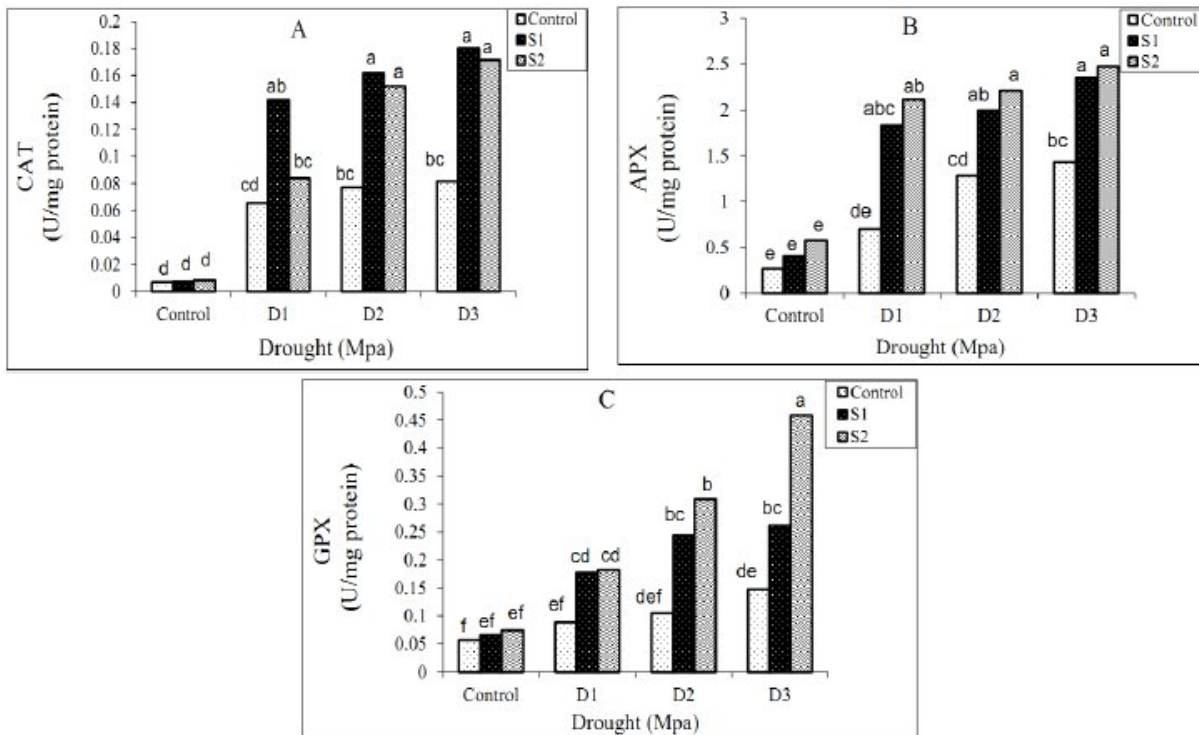 A
Control
S1
S2
CAT
(U/mg protein)
0.2
0.18
0.16
0.14
0.12
0.1
0.08
0.06
0.04
0.02
0
d d d
cd ab bc
bc a a
bc a a
Control D1 D2 D3
Drought (Mpa)
B
Control
S1
S2
APX
(U/mg protein)
3
2.5
2
1.5
1
0.5
0
e e e
de abc ab
cd ab a
bc a a
Control D1 D2 D3
Drought (Mpa)
C
Control
S1
S2
GPX
(U/mg protein)
0.5
0.45
0.4
0.35
0.3
0.25
0.2
0.15
0.1
0.05
0
f ef ef
ef cd cd
def bc b
de bc a
Control D1 D2 D3
Drought (Mpa)